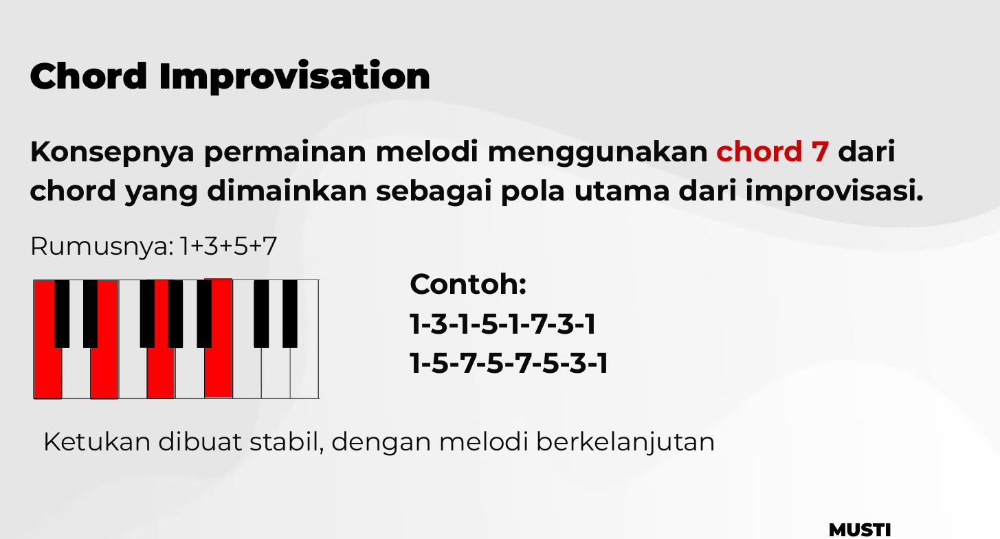 Chord Improvisation
Konsepnya permainan melodi menggunakan chord 7 dari
chord yang dimainkan sebagai pola utama dari improvisasi.
Rumusnya: 1+3+5+7
Contoh:
1-3-1-5-1-7-3-1
1-5-7-5-7-5-3-1
Ketukan dibuat stabil, dengan melodi berkelanjutan
MUSTI